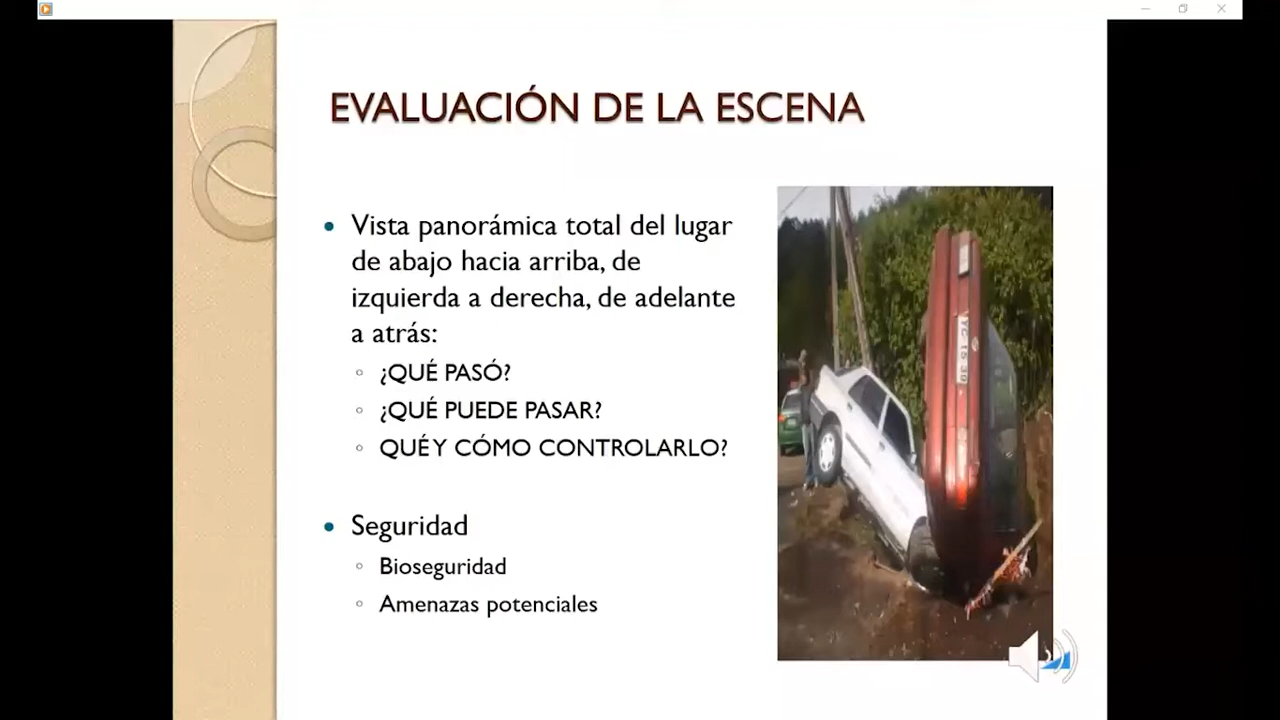 EVALUACIÓN DE LA ESCENA
Vista panorámica total del lugar
de abajo hacia arriba, de
izquierda a derecha, de adelante
a atrás:
¿QUÉ PASÓ?
¿QUÉ PUEDE PASAR?
QUÉ Y CÓMO CONTROLARLO?
Seguridad
Bioseguridad
Amenazas potenciales